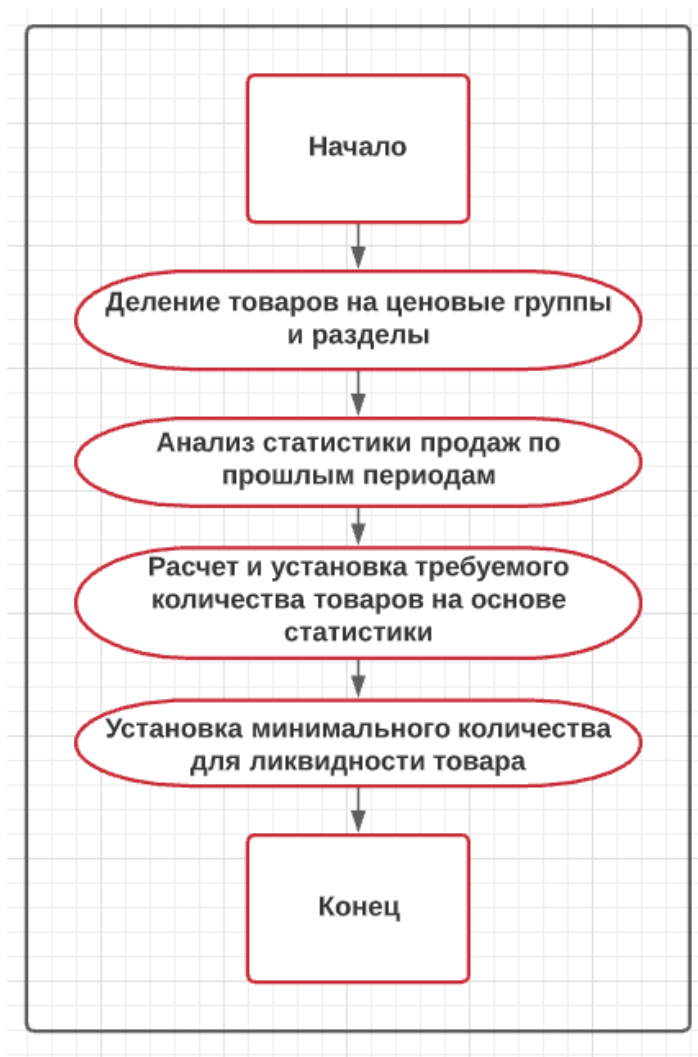 Начало
Деление товаров на ценовые группы
и разделы
Анализ статистики продаж по
прошлым периодам
Расчет и установка требуемого
количества товаров на основе
статистики
Установка минимального количества
для ликвидности товара
Конец